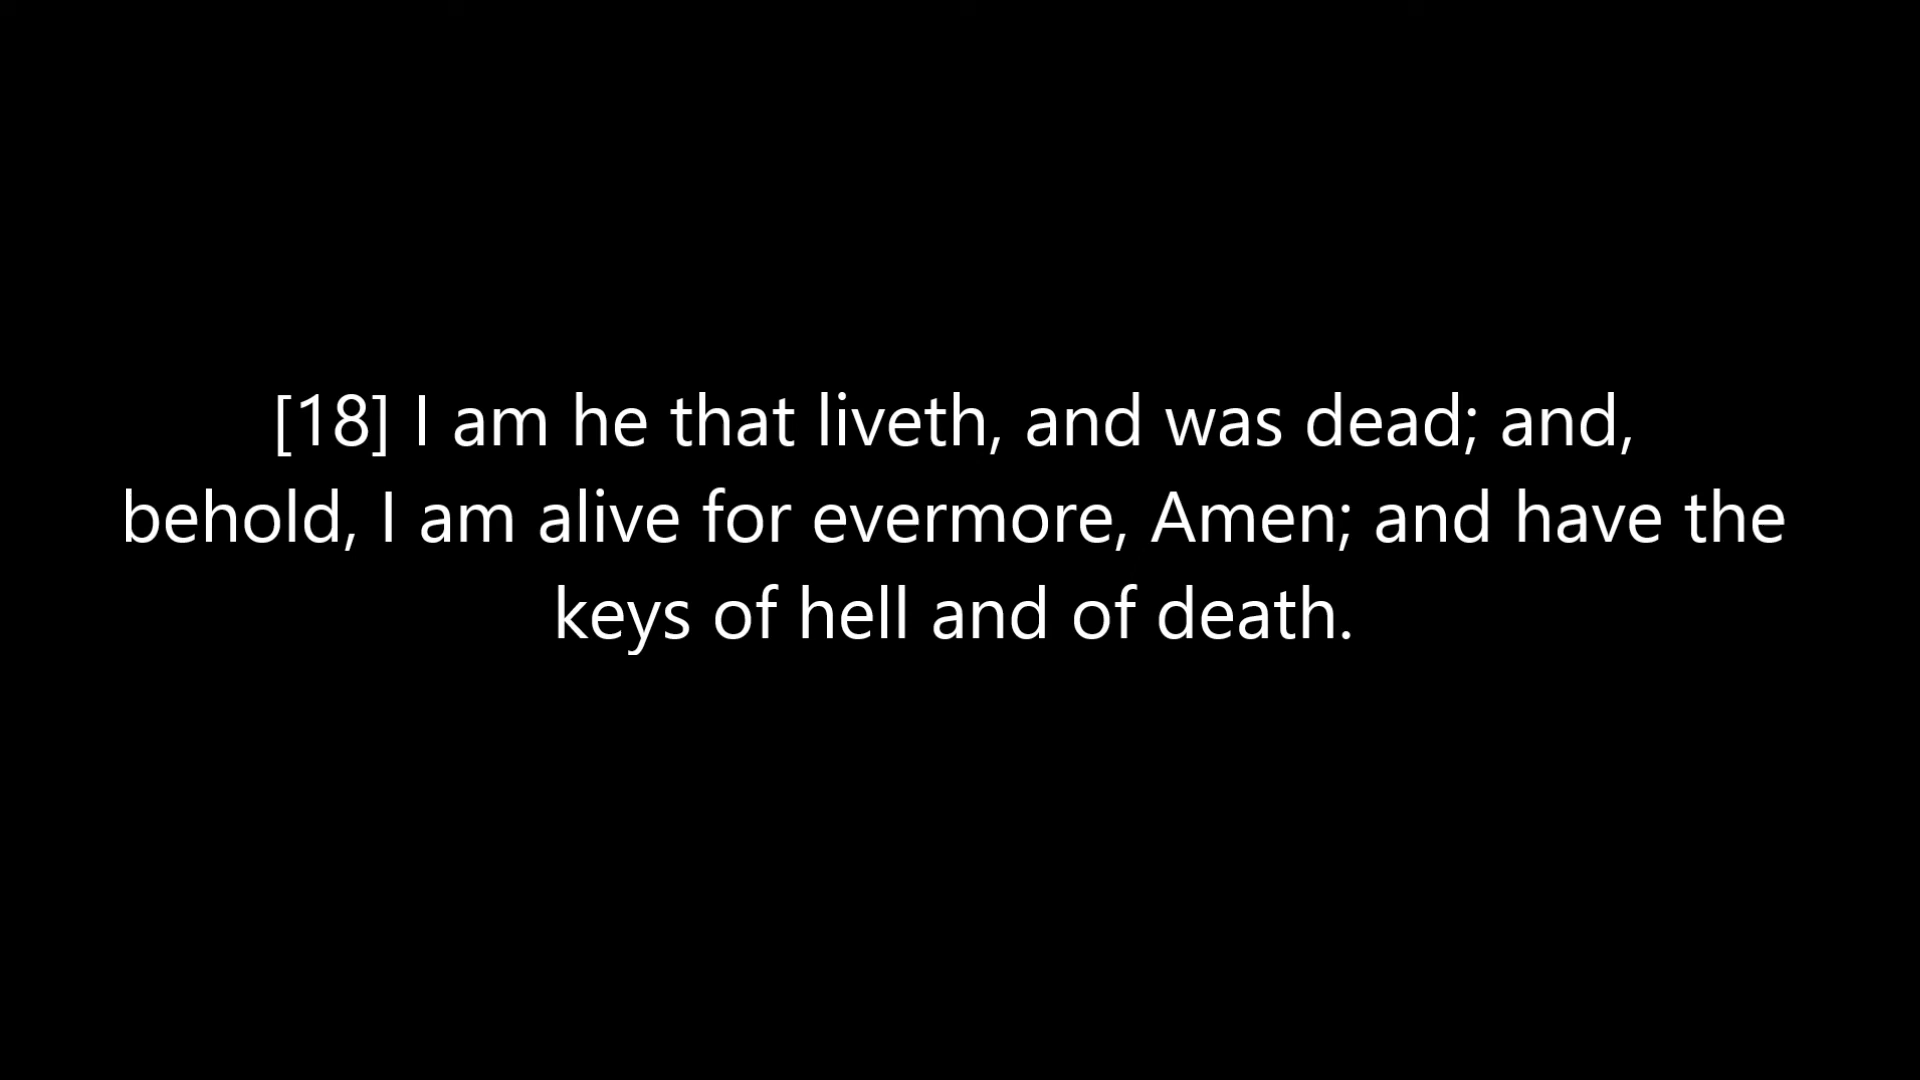 [18] I am he that liveth, and was dead; and,
behold, I am alive for evermore, Amen; and have the
keys of hell and of death.